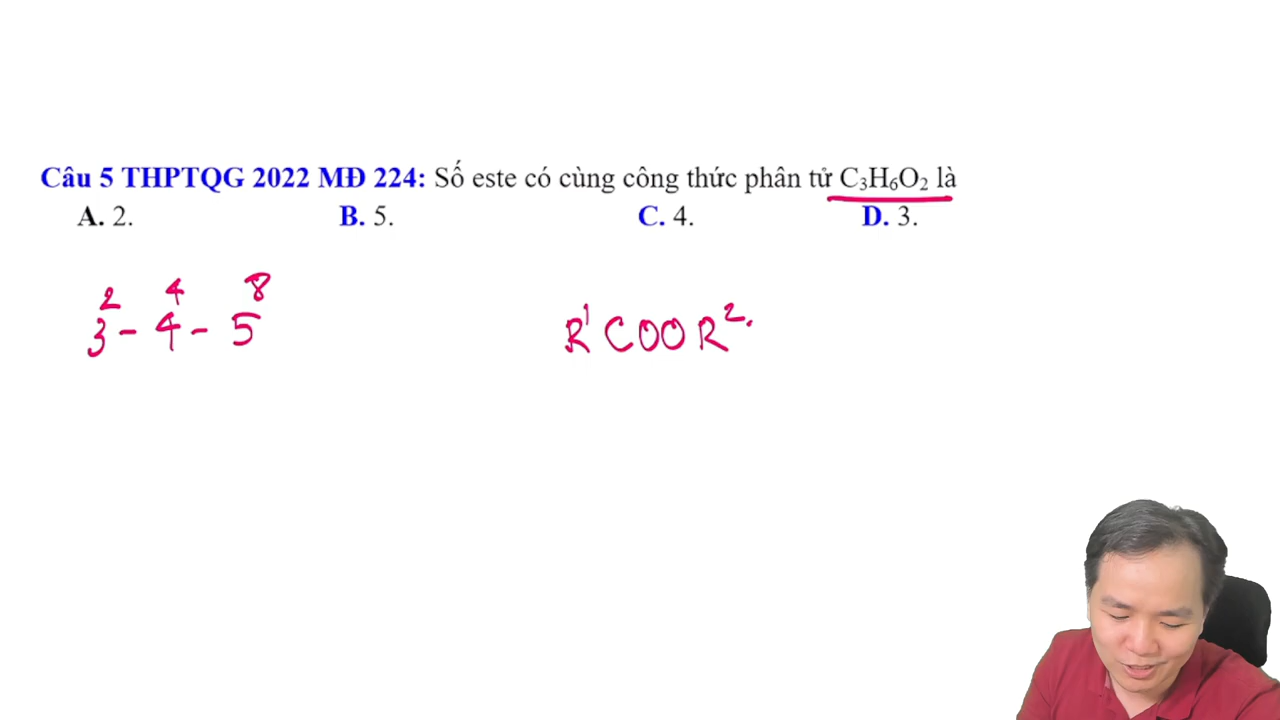 Câu 5 THPTQG 2022 MĐ 224: Số este có cùng công thức phân tử C₃H₆O₂ là
A. 2. B. 5. C. 4. D. 3.
2 4 8
3 - 4 - 5
R¹COOR².